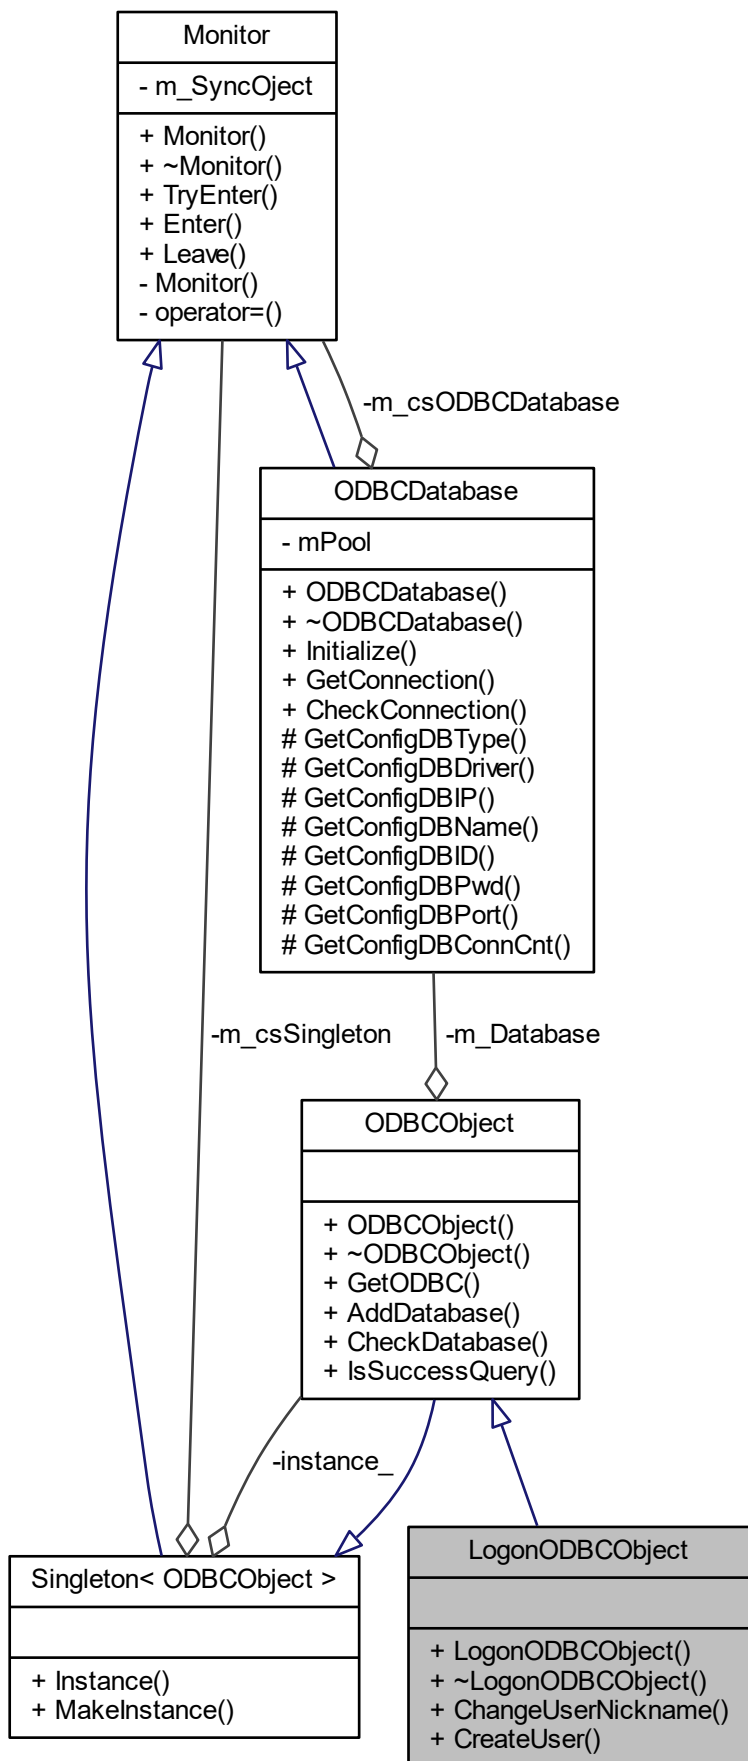 Monitor
- m_SyncOject
+ Monitor()
+ ~Monitor()
+ TryEnter()
+ Enter()
+ Leave()
- Monitor()
- operator=()
-m_csODBCDatabase
ODBCDatabase
- mPool
+ ODBCDatabase()
+ ~ODBCDatabase()
+ Initialize()
+ GetConnection()
+ CheckConnection()
# GetConfigDBType()
# GetConfigDBDriver()
# GetConfigDBIP()
# GetConfigDBName()
# GetConfigDBID()
# GetConfigDBPwd()
# GetConfigDBPort()
# GetConfigDBConnCnt()
-m_csSingleton
-m_Database
ODBCObject
+ ODBCObject()
+ ~ODBCObject()
+ GetODBC()
+ AddDatabase()
+ CheckDatabase()
+ IsSuccessQuery()
-instance_
Singleton< ODBCObject >
+ Instance()
+ MakeInstance()
LogonODBCObject
+ LogonODBCObject()
+ ~LogonODBCObject()
+ ChangeUserNickname()
+ CreateUser()